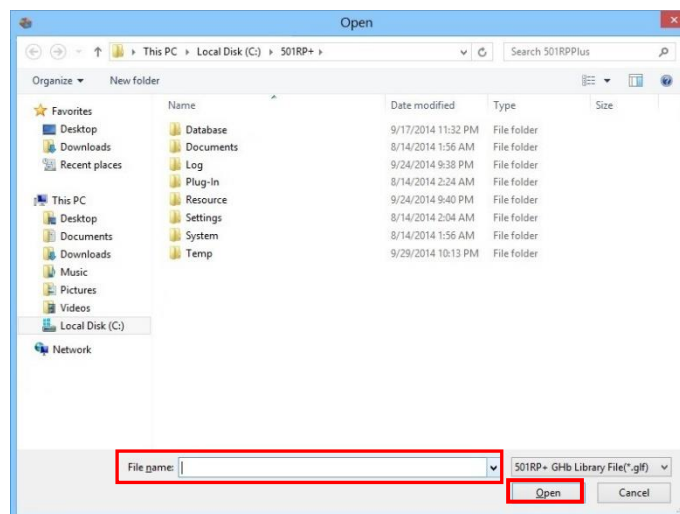 Open
This PC Local Disk (C:) 501RP+ Search 501RPPlus
Organize New folder
Name Date modified Type Size
Favorites
Desktop
Downloads
Recent places
This PC
Desktop
Documents
Downloads
Music
Pictures
Videos
Local Disk (C:)
Network
Database 9/17/2014 11:32 PM File folder
Documents 8/14/2014 1:56 AM File folder
Log 9/24/2014 9:38 PM File folder
Plug-In 8/14/2014 2:24 AM File folder
Resource 9/24/2014 9:40 PM File folder
Settings 8/14/2014 2:04 AM File folder
System 8/14/2014 1:56 AM File folder
Temp 9/29/2014 10:13 PM File folder
File name: 501RP+ GHb Library File(*.glf)
Open Cancel